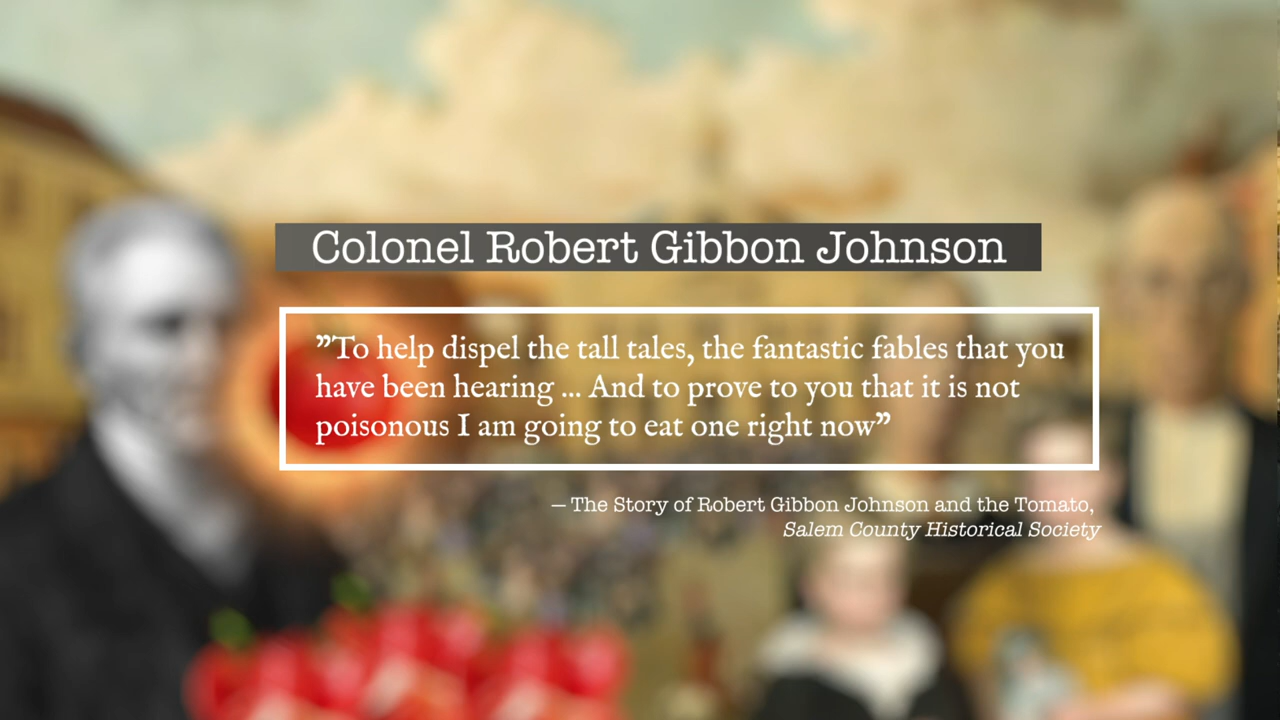 Colonel Robert Gibbon Johnson
”To help dispel the tall tales, the fantastic fables that you
have been hearing ... And to prove to you that it is not
poisonous I am going to eat one right now”
– The Story of Robert Gibbon Johnson and the Tomato,
Salem County Historical Society